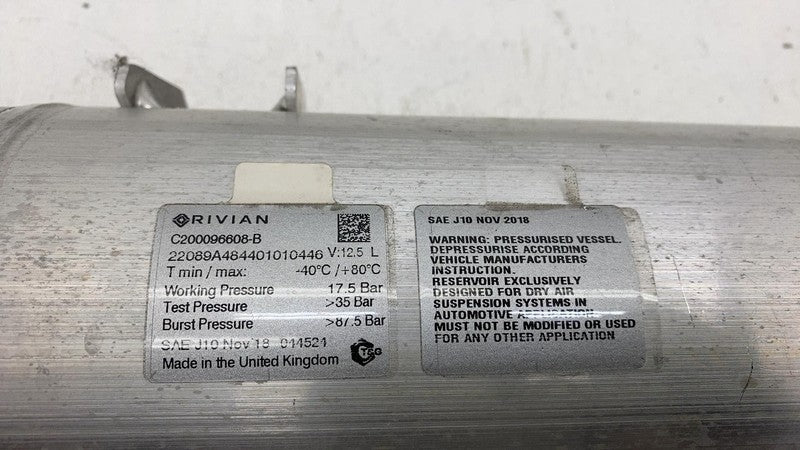 RIVIAN
C200096608-B
22089A484401010446 V:12.5 L
T min / max: -40°C / +80°C
Working Pressure 17.5 Bar
Test Pressure >35 Bar
Burst Pressure >87.5 Bar
SAE J10 Nov'18 044524
Made in the United Kingdom
SAE J10 NOV 2018
WARNING: PRESSURISED VESSEL.
DEPRESSURISE ACCORDING
VEHICLE MANUFACTURERS
INSTRUCTION.
RESERVOIR EXCLUSIVELY
DESIGNED FOR DRY AIR
SUSPENSION SYSTEMS IN
AUTOMOTIVE APPLICATION
MUST NOT BE MODIFIED OR USED
FOR ANY OTHER APPLICATION